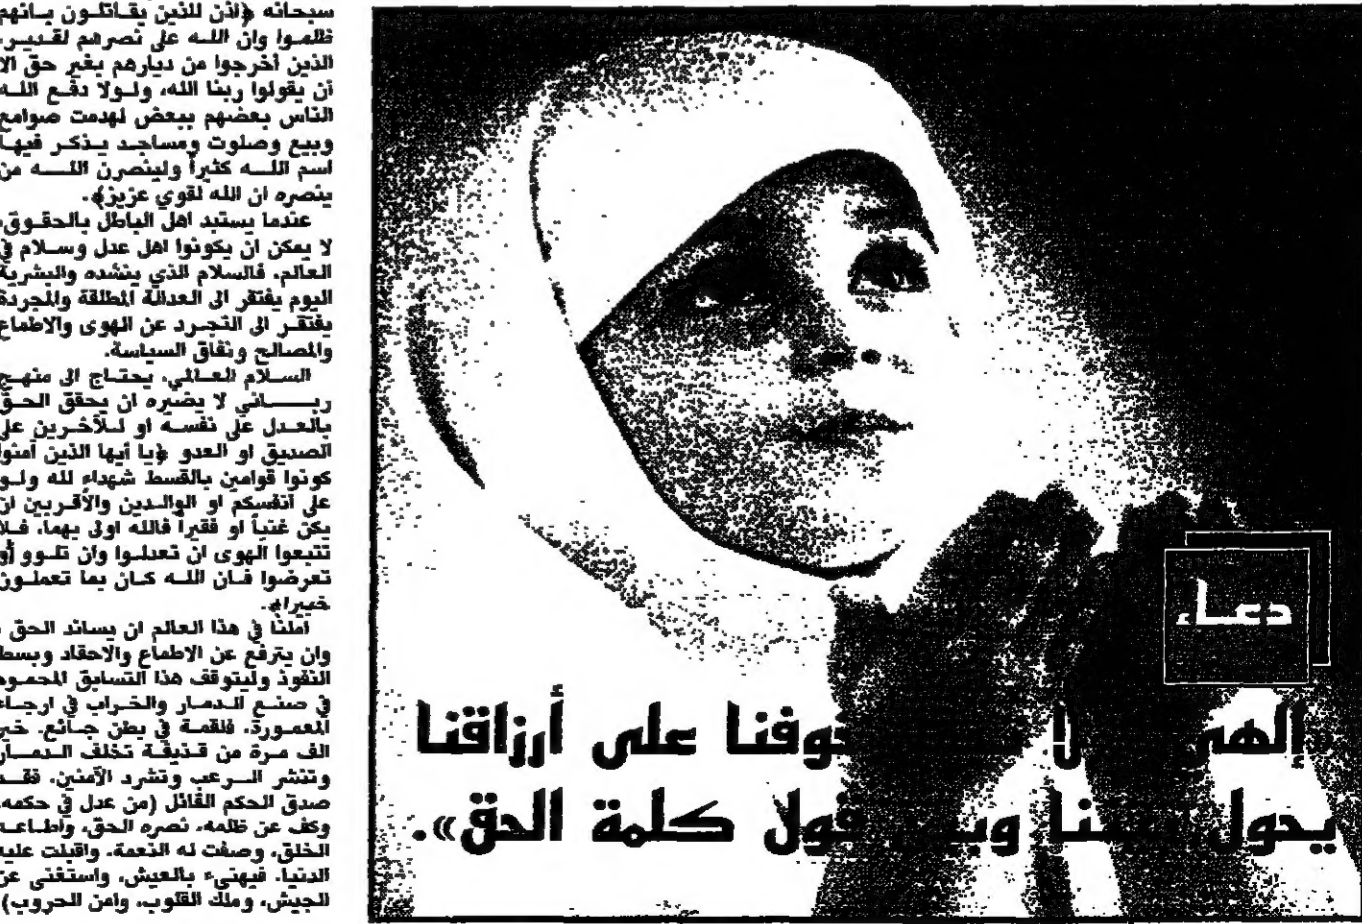 سبحانه ﴿أذن للذين يقاتلون بانهم
ظلموا وان الله على نصرهم لقدير،
الذين أخرجوا من ديارهم بغير حق الا
أن يقولوا ربنا الله، ولولا دفع الله
الناس بعضهم ببعض لهدمت صوامع
وبيع وصلوت ومساجد يذكر فيها
اسم الله كثيراً ولينصرن الله من
ينصره ان الله لقوي عزيز﴾.
عندما يستبد اهل الباطل بالحقوق،
لا يمكن ان يكونوا اهل عدل وسلام في
العالم، فالسلام الذي ينشده والبشرية
اليوم يفتقر الى العدالة المطلقة والمجردة
يفتقر الى التجرد عن الهوى والاطماع
والمصالح ونفاق السياسة.
السلام العالمي، يحتاج الى منهج
رباني لا يضيره ان يحقق الحق
بالعدل على نفسه او للآخرين على
الصديق او العدو ﴿يا أيها الذين امنوا
كونوا قوامين بالقسط شهداء لله ولو
على انفسكم او الوالدين والأقربين ان
يكن غنياً او فقيراً فالله اولى بهما، فلا
تتبعوا الهوى ان تعدلوا وان تلوو أو
تعرضوا فان الله كان بما تعملون
خبيرا﴾.
املنا في هذا العالم ان يساند الحق
وان يترفع عن الاطماع والاحقاد وبسط
النفوذ وليتوقف هذا التسابق المحموم
في صنع الدمار والخراب في ارجاء
المعمورة، فلقمة في بطن جائع، خير
الف مرة من قذيفة تخلف الدمار
وتنشر الرعب وتشرد الآمنين، فقد
صدق الحكم القائل (من عدل في حكمه،
وكف عن ظلمه، نصره الحق، واطاعه
الخلق، وصفت له النعمة، واقبلت عليه
الدنيا، فيهنيء بالعيش، واستغنى عن
الجيش، وملك القلوب، وامن الحروب)
دعاء
إلهي لا خوفنا على أرزاقنا
يحول بيننا وبين قول كلمة الحق».